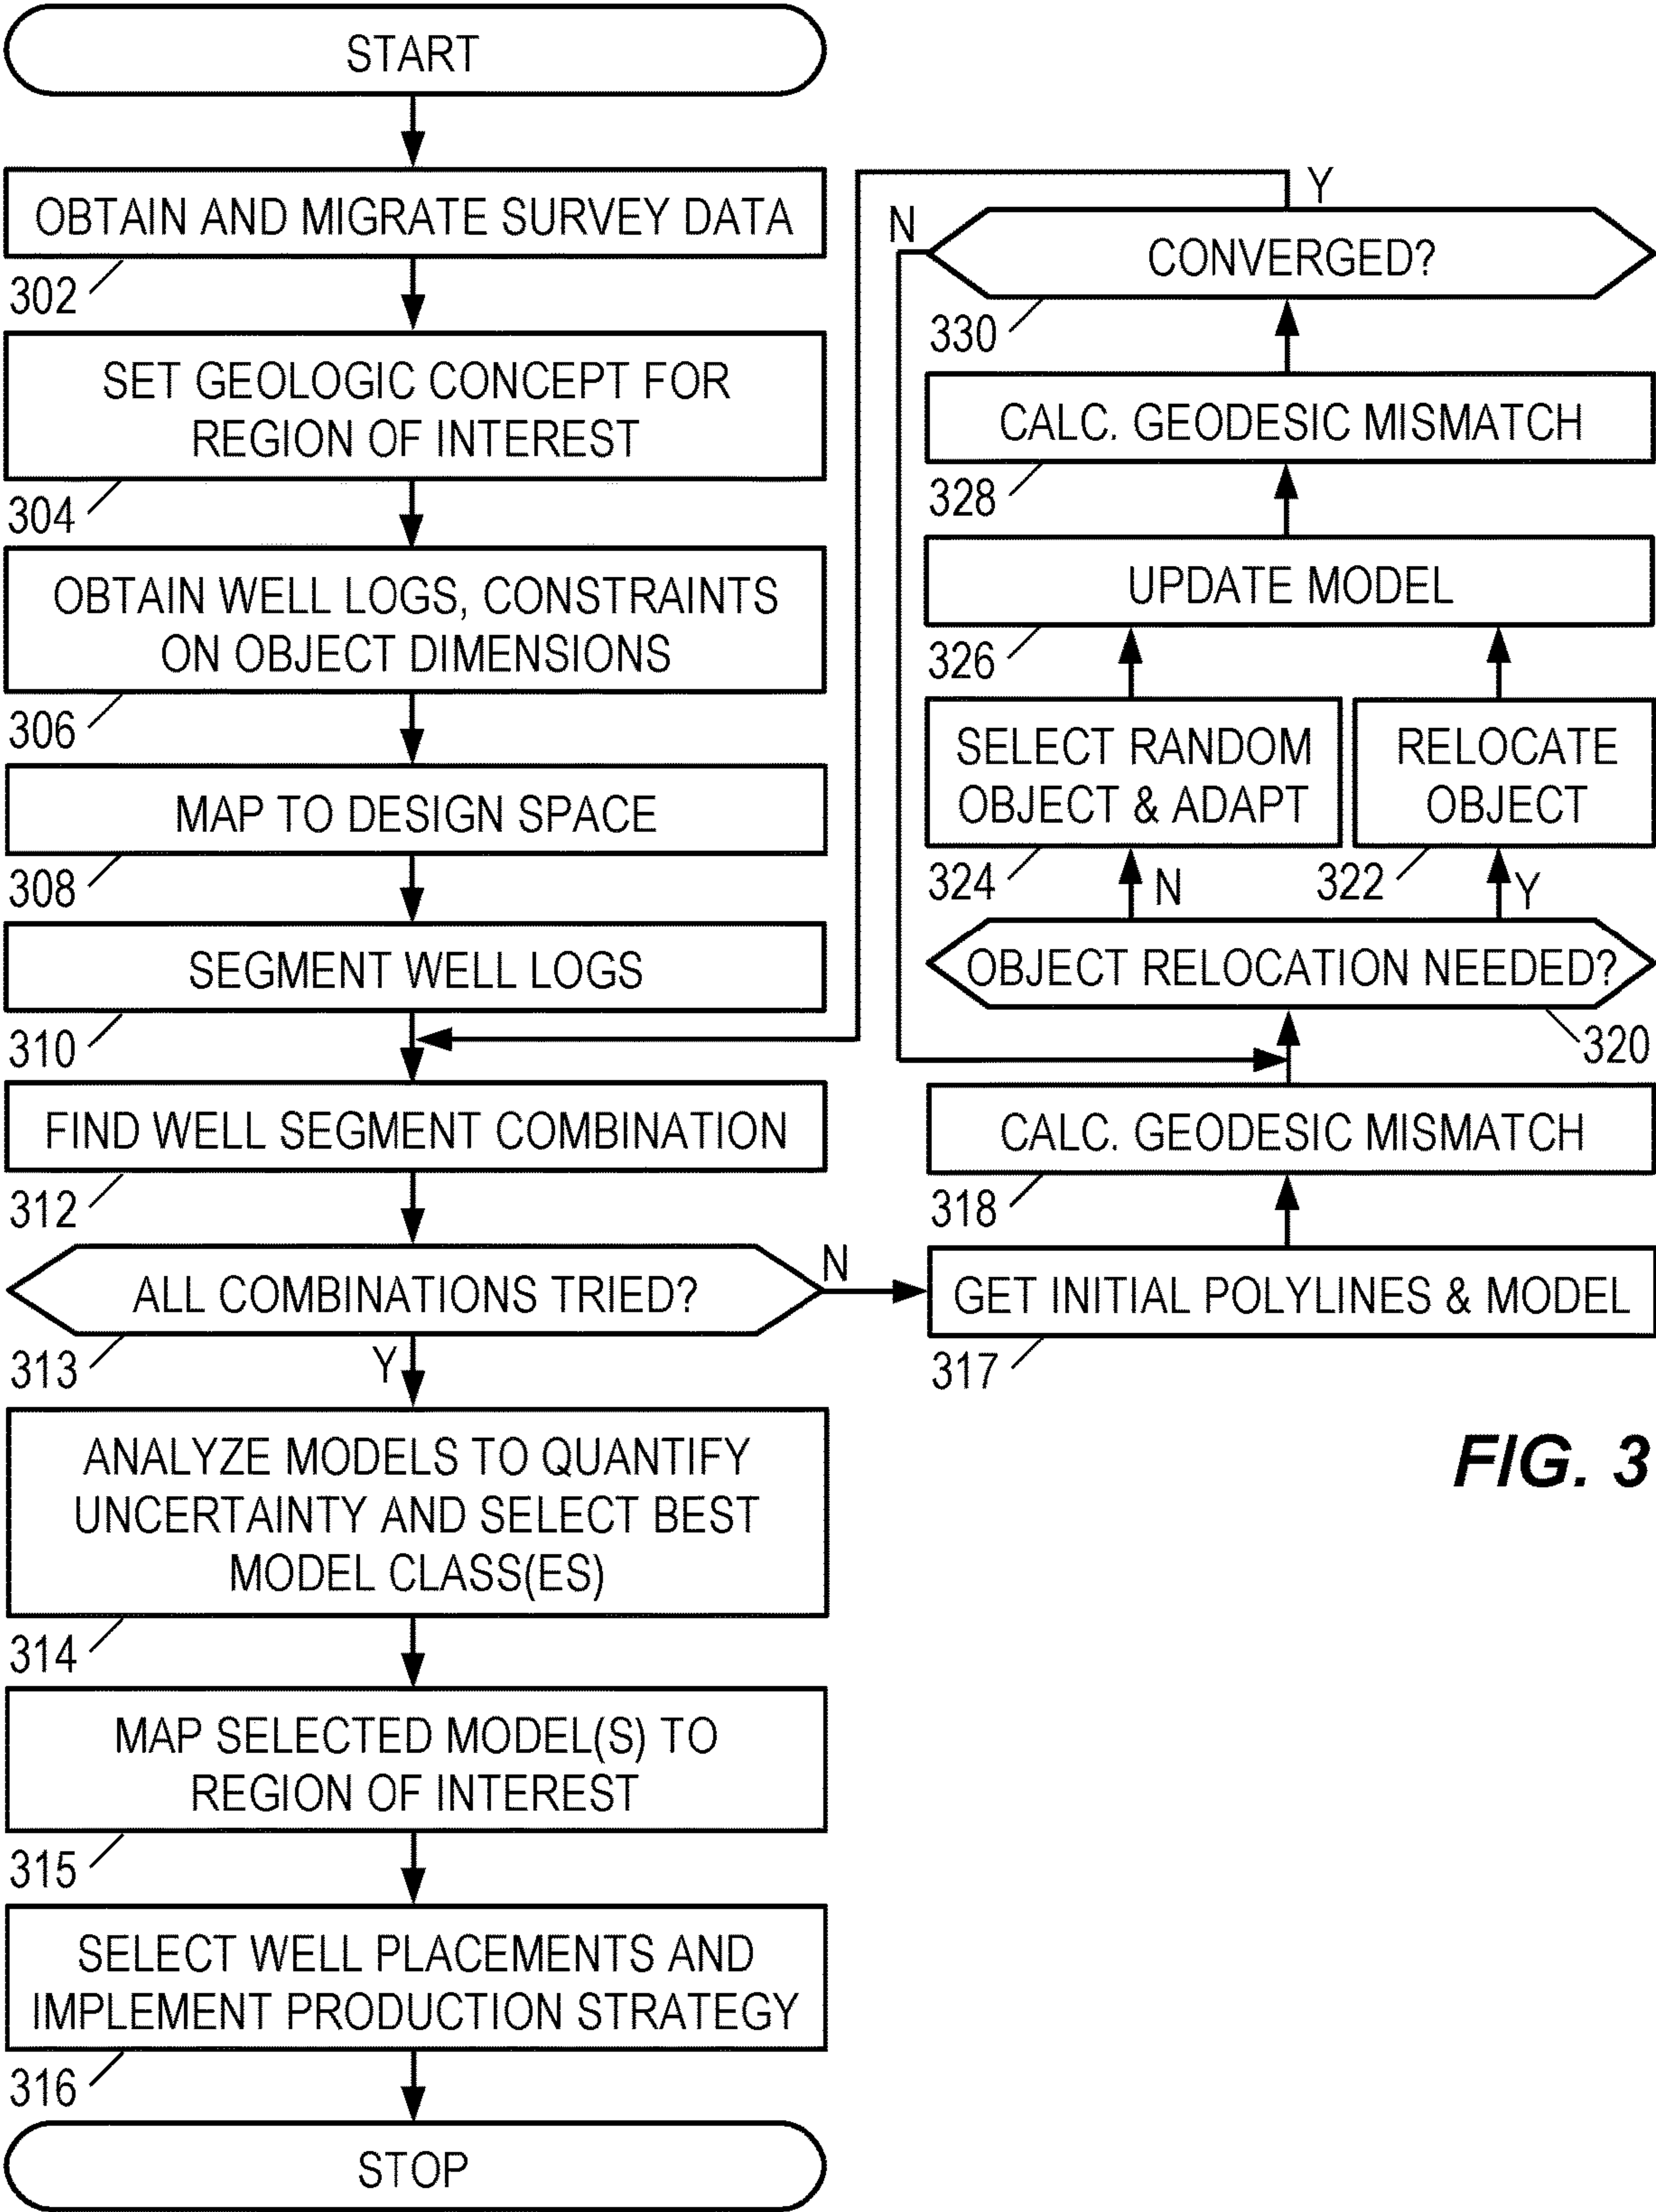 START
OBTAIN AND MIGRATE SURVEY DATA
302
SET GEOLOGIC CONCEPT FOR
REGION OF INTEREST
304
OBTAIN WELL LOGS, CONSTRAINTS
ON OBJECT DIMENSIONS
306
MAP TO DESIGN SPACE
308
SEGMENT WELL LOGS
310
FIND WELL SEGMENT COMBINATION
312
ALL COMBINATIONS TRIED?
N
313
Y
ANALYZE MODELS TO QUANTIFY
UNCERTAINTY AND SELECT BEST
MODEL CLASS(ES)
314
MAP SELECTED MODEL(S) TO
REGION OF INTEREST
315
SELECT WELL PLACEMENTS AND
IMPLEMENT PRODUCTION STRATEGY
316
STOP
Y
N
CONVERGED?
330
CALC. GEODESIC MISMATCH
328
UPDATE MODEL
326
SELECT RANDOM
OBJECT & ADAPT
324
N
RELOCATE
OBJECT
322
Y
OBJECT RELOCATION NEEDED?
320
CALC. GEODESIC MISMATCH
318
GET INITIAL POLYLINES & MODEL
317
FIG. 3